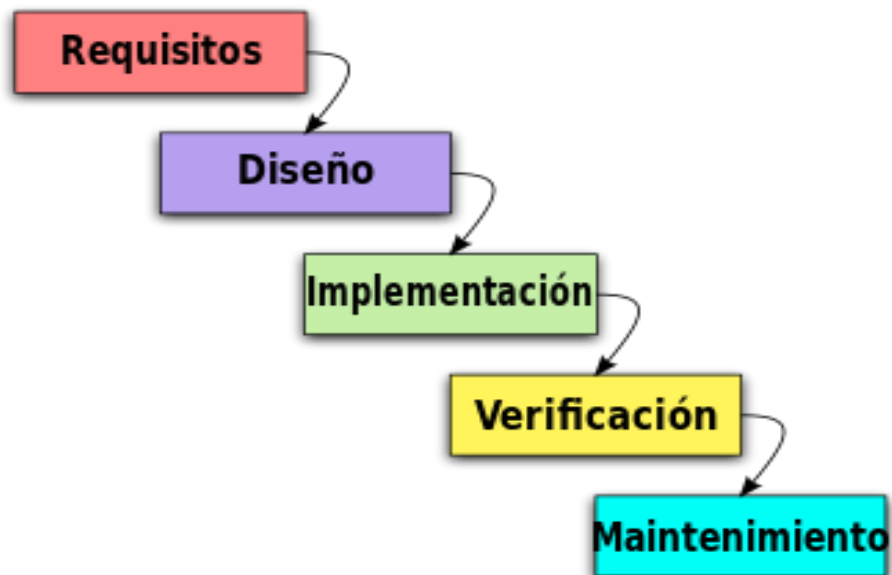 Requisitos
Diseño
Implementación
Verificación
Maintenimiento